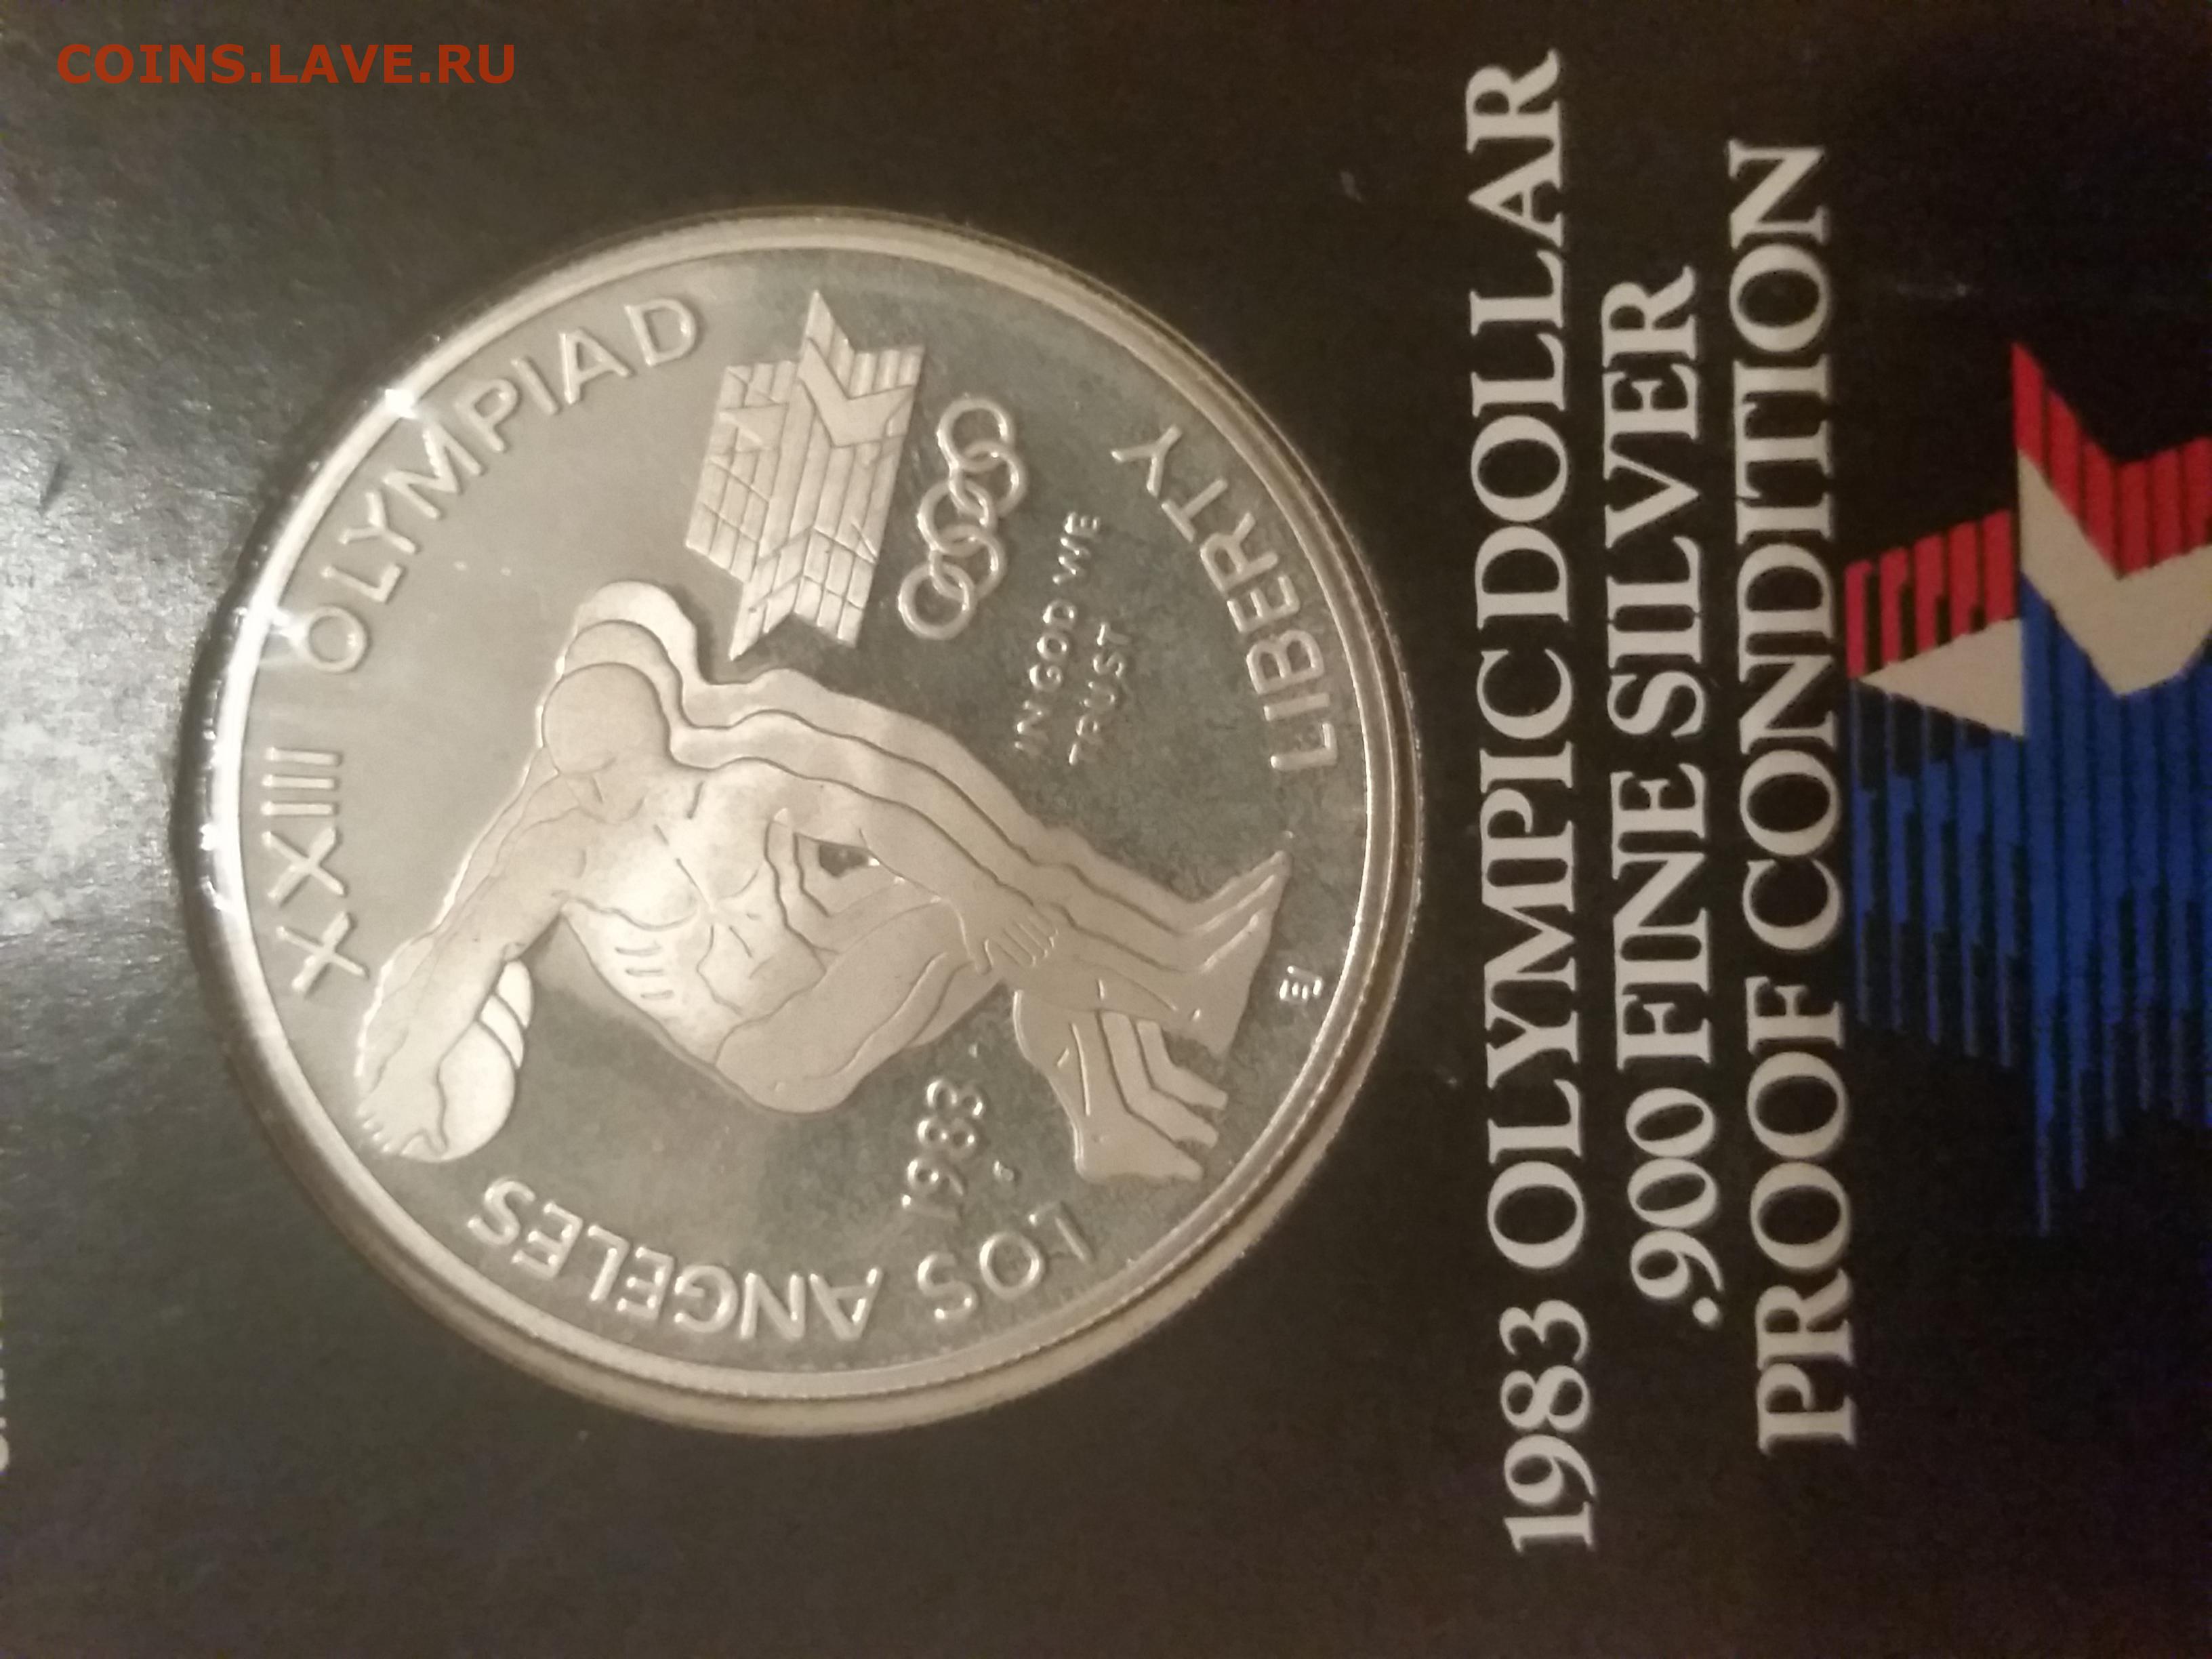 COINS.LAVE.RU
XXIII OLYMPIAD
IN GOD WE
TRUST
LIBERTY
1983
S
LOS ANGELES
EJ
1983 OLYMPIC DOLLAR
.900 FINE SILVER
PROOF CONDITION